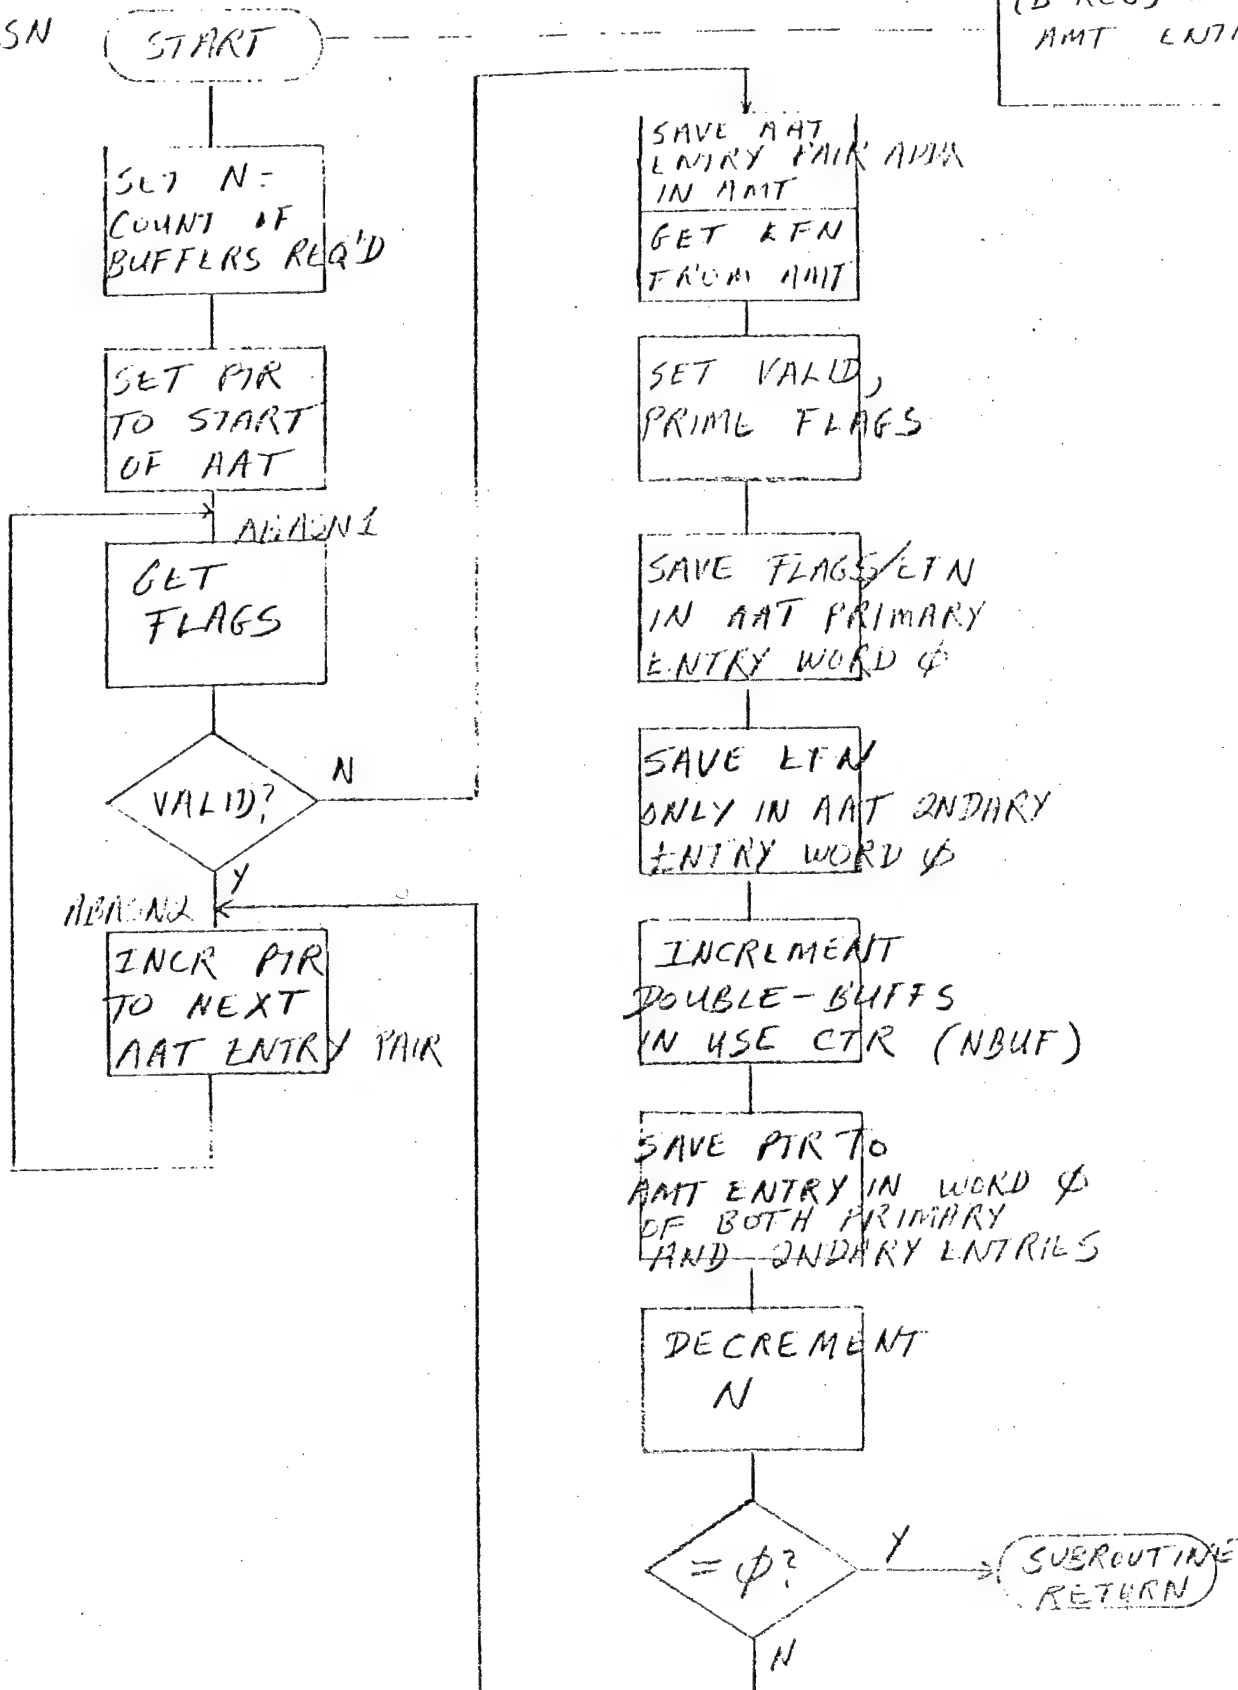 SN
START
(B REG)
AMT ENT
SET N =
COUNT OF
BUFFERS REQ'D
SET PTR
TO START
OF AAT
ABASN1
GET
FLAGS
VALID?
N
Y
ABASN2
INCR PTR
TO NEXT
AAT ENTRY PAIR
SAVE AAT
ENTRY PAIR ADDR
IN AMT
GET LFN
FROM AMT
SET VALID,
PRIME FLAGS
SAVE FLAGS/LFN
IN AAT PRIMARY
ENTRY WORD Ø
SAVE LFN
ONLY IN AAT 2NDARY
ENTRY WORD Ø
INCREMENT
DOUBLE-BUFFS
IN USE CTR (NBUF)
SAVE PTR TO
AMT ENTRY IN WORD Ø
OF BOTH PRIMARY
AND 2NDARY ENTRIES
DECREMENT
N
= Ø?
Y
SUBROUTINE
RETURN
N